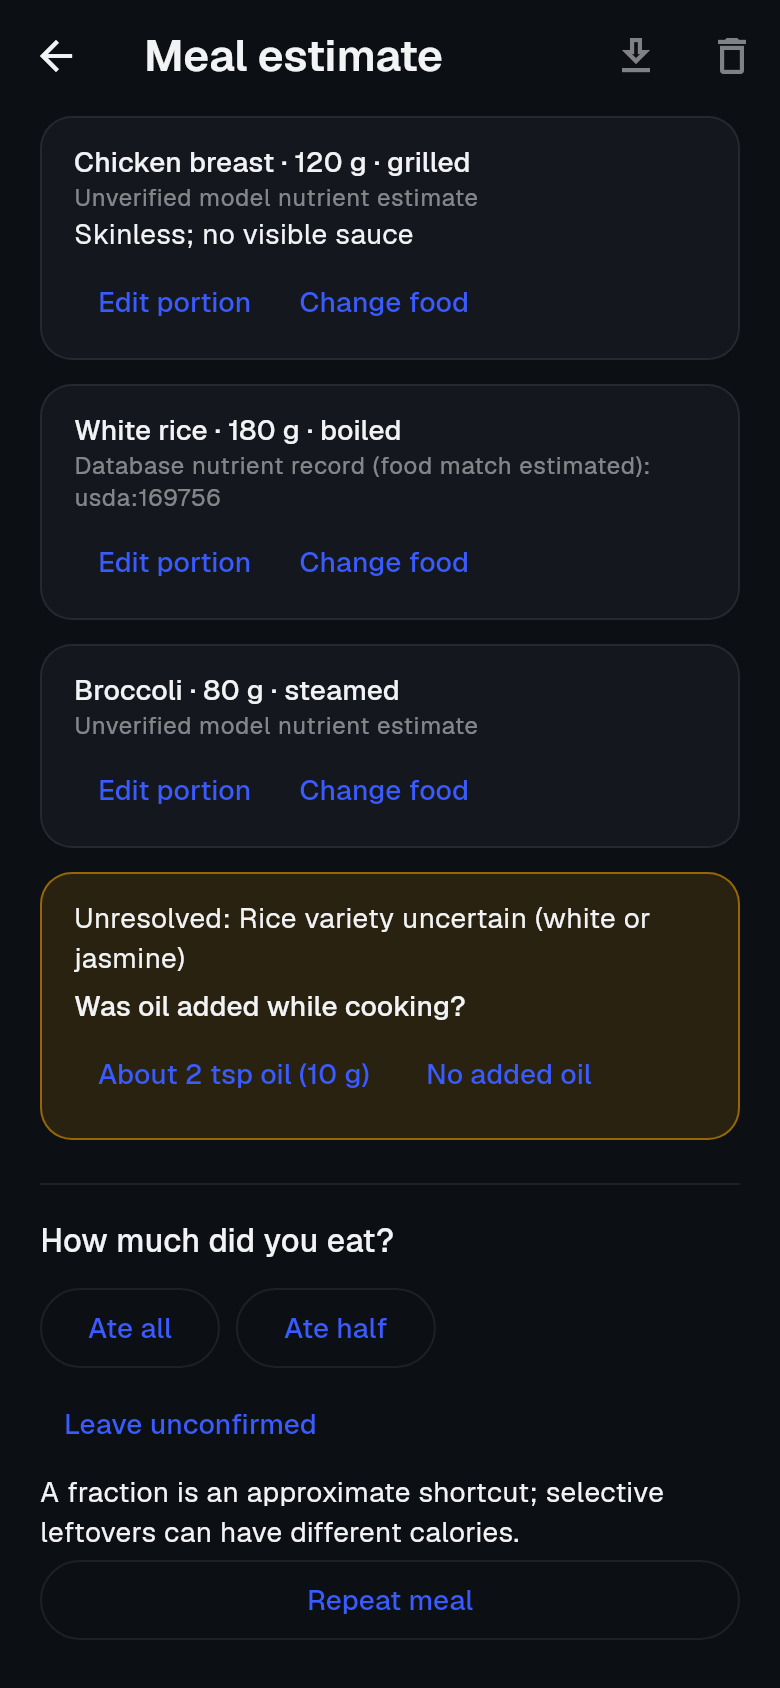 Meal estimate
Chicken breast · 120 g · grilled
Unverified model nutrient estimate
Skinless; no visible sauce
Edit portion Change food
White rice · 180 g · boiled
Database nutrient record (food match estimated):
usda:169756
Edit portion Change food
Broccoli · 80 g · steamed
Unverified model nutrient estimate
Edit portion Change food
Unresolved: Rice variety uncertain (white or
jasmine)
Was oil added while cooking?
About 2 tsp oil (10 g) No added oil
How much did you eat?
Ate all Ate half
Leave unconfirmed
A fraction is an approximate shortcut; selective
leftovers can have different calories.
Repeat meal